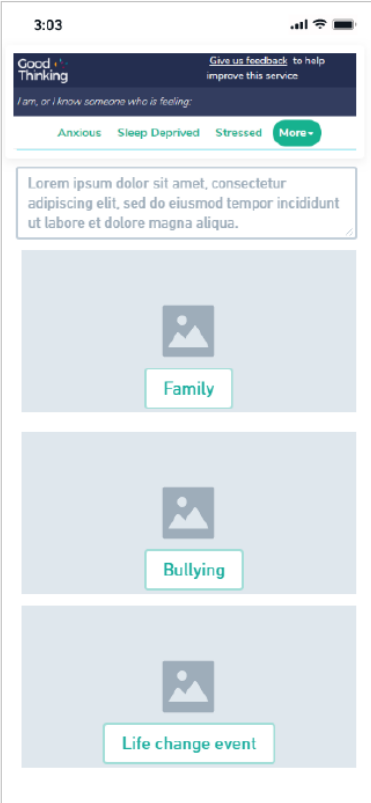 3:03
Good
Thinking
Give us feedback to help
improve this service
I am, or I know someone who is feeling:
Anxious Sleep Deprived Stressed More
Lorem ipsum dolor sit amet, consectetur
adipiscing elit, sed do eiusmod tempor incididunt
ut labore et dolore magna aliqua.
Family
Bullying
Life change event